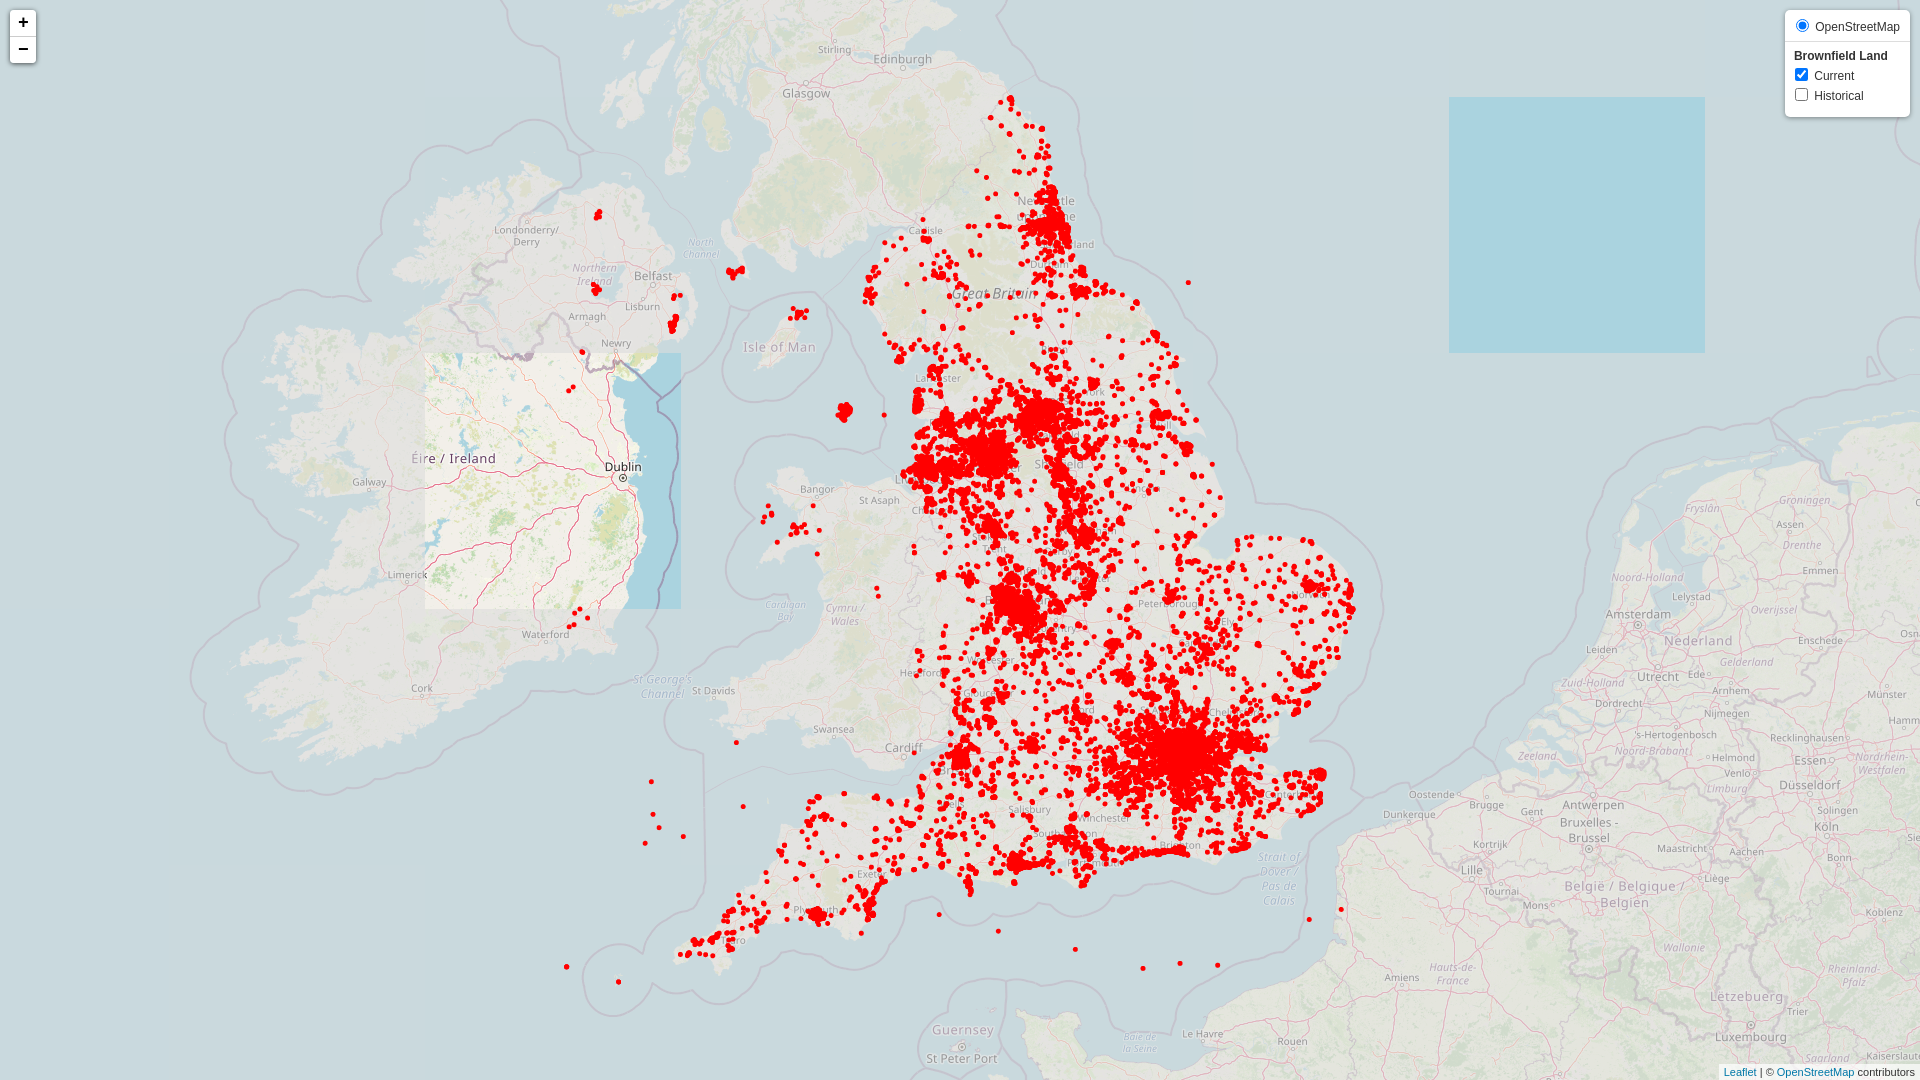 +
−
OpenStreetMap
Brownfield Land
Current
Historical
Stirling
Edinburgh
Glasgow
Londonderry/
Derry
North
Channel
Carlisle
Northern
Ireland
Belfast
Lisburn
Armagh
Great Britain
Newry
Isle of Man
Éire / Ireland
Dublin
Galway
Bangor
St Asaph
Limerick
Cardigan
Bay
Cymru /
Wales
Peterborough
Waterford
Cork
St George's
Channel
St Davids
Swansea
Cardiff
Salisbury
Winchester
Brighton
Exeter
Truro
Strait of
Dover /
Pas de
Calais
Guernsey
St Peter Port
Baie de
la Seine
Le Havre
Rouen
Amiens
Hauts-de-
France
Groningen
Fryslân
Assen
Drenthe
Emmen
Noord-Holland
Lelystad
Amsterdam
Overijssel
Nederland
Enschede
Leiden
Gelderland
Utrecht
Ede
Zuid-Holland
Arnhem
Dordrecht
Nijmegen
Münster
's-Hertogenbosch
Noord-Brabant
Recklinghausen
Zeeland
Helmond
Venlo
Essen
Nordrhein-
Westfalen
Limburg
Düsseldorf
Oostende
Brugge
Gent
Antwerpen
Solingen
Dunkerque
Bruxelles -
Brussel
Köln
Kortrijk
Maastricht
Aachen
Bonn
Lille
Tournai
Liège
België / Belgique /
Belgien
Mons
Koblenz
Wallonie
Rheinland-
Pfalz
Lëtzebuerg
Trier
Luxembourg
Saarland
Leaflet | © OpenStreetMap contributors